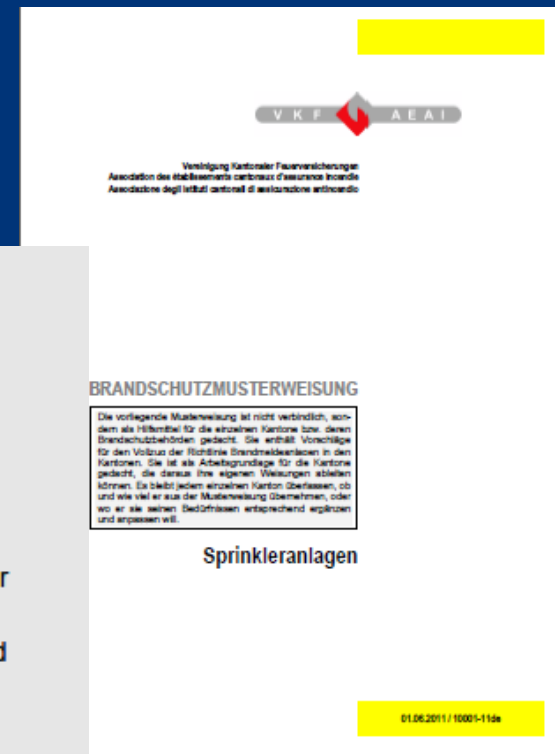 VKF AEAI
Vereinigung Kantonaler Feuerversicherungen
Association des établissements cantonaux d'assurance incendie
Associazione degli istituti cantonali di assicurazione antincendio
BRANDSCHUTZMUSTERWEISUNG
Die vorliegende Musterweisung ist nicht verbindlich, son-
dern als Hilfsmittel für die einzelnen Kantone bzw. deren
Brandschutzbehörden gedacht. Sie enthält Vorschläge
für den Vollzug der Richtlinie Brandmeldeanlagen in den
Kantonen. Sie ist als Arbeitsgrundlage für die Kantone
gedacht, die daraus ihre eigenen Weisungen ableiten
können. Es bleibt jedem einzelnen Kanton überlassen, ob
und wie viel er aus der Musterweisung übernehmen, oder
wo er sie seinen Bedürfnissen entsprechend ergänzen
und anpassen will.
Sprinkleranlagen
r
d
01.06.2011 / 10001-11de